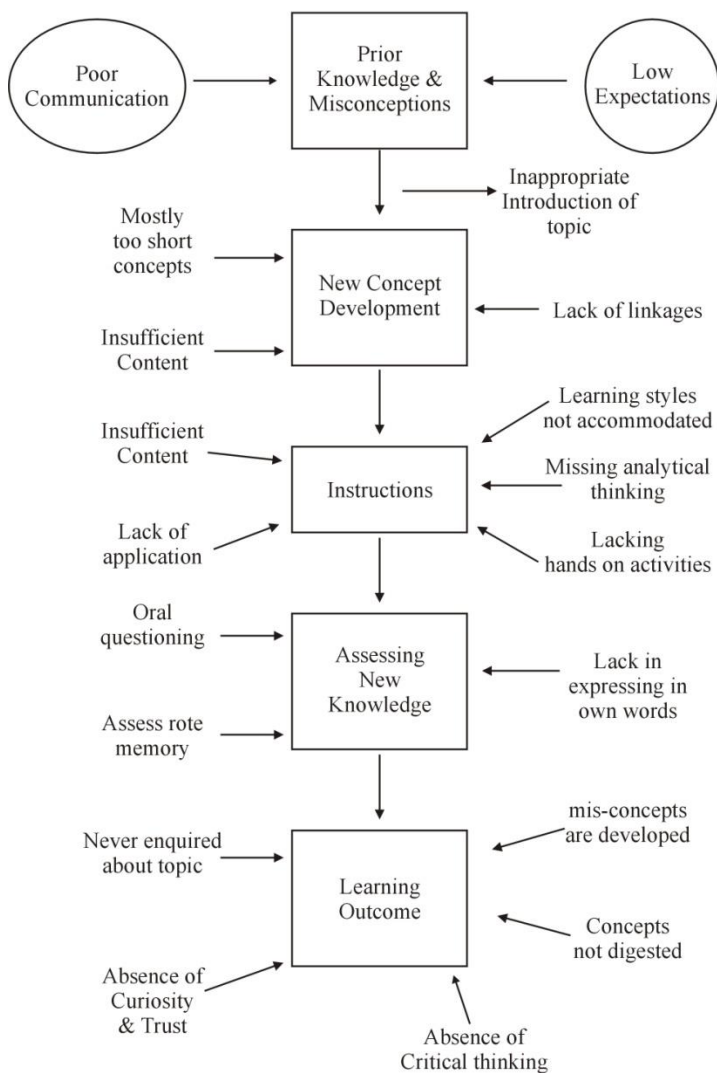 Poor
Communication
Prior
Knowledge &
Misconceptions
Low
Expectations
Inappropriate
Introduction of
topic
Mostly
too short
concepts
New Concept
Development
Lack of linkages
Insufficient
Content
Learning styles
not accommodated
Insufficient
Content
Instructions
Missing analytical
thinking
Lack of
application
Lacking
hands on activities
Oral
questioning
Assessing
New
Knowledge
Lack in
expressing in
own words
Assess rote
memory
mis-concepts
are developed
Never enquired
about topic
Learning
Outcome
Concepts
not digested
Absence of
Curiosity
& Trust
Absence of
Critical thinking